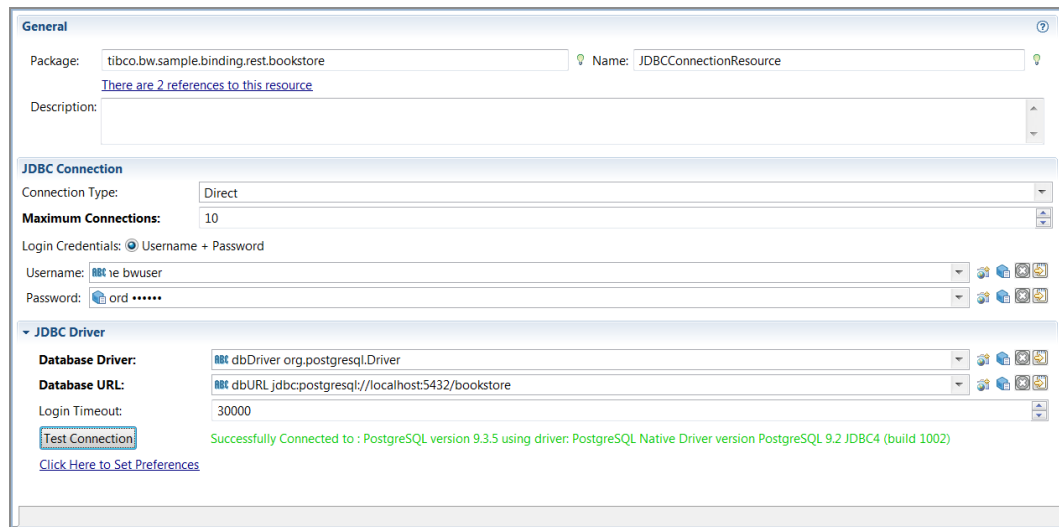 General
Package: tibco.bw.sample.binding.rest.bookstore Name: JDBCConnectionResource
There are 2 references to this resource
Description:
JDBC Connection
Connection Type: Direct
Maximum Connections: 10
Login Credentials: Username + Password
Username: ABC ne bwuser
Password: ord ••••••
JDBC Driver
Database Driver: ABC dbDriver org.postgresql.Driver
Database URL: ABC dbURL jdbc:postgresql://localhost:5432/bookstore
Login Timeout: 30000
Test Connection Successfully Connected to : PostgreSQL version 9.3.5 using driver: PostgreSQL Native Driver version PostgreSQL 9.2 JDBC4 (build 1002)
Click Here to Set Preferences